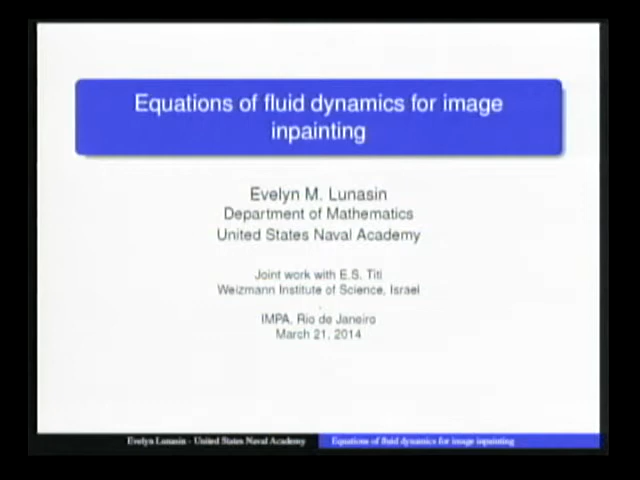 Equations of fluid dynamics for image
inpainting
Evelyn M. Lunasin
Department of Mathematics
United States Naval Academy
Joint work with E.S. Titi
Weizmann Institute of Science, Israel
IMPA, Rio de Janeiro
March 21, 2014
Evelyn Lunasin - United States Naval Academy
Equations of fluid dynamics for image inpainting